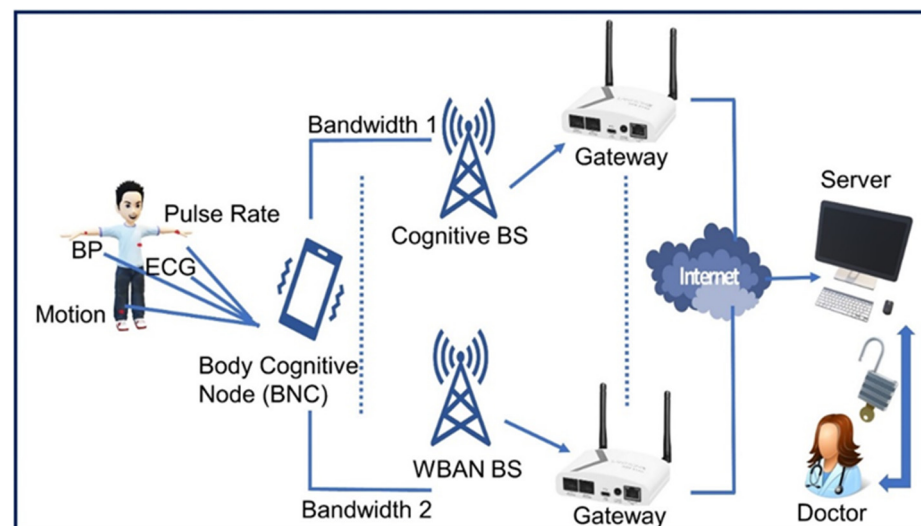 Bandwidth 1
Gateway
Server
Pulse Rate
BP
ECG
Cognitive BS
Internet
Motion
Body Cognitive
Node (BNC)
WBAN BS
Bandwidth 2
Gateway
Doctor